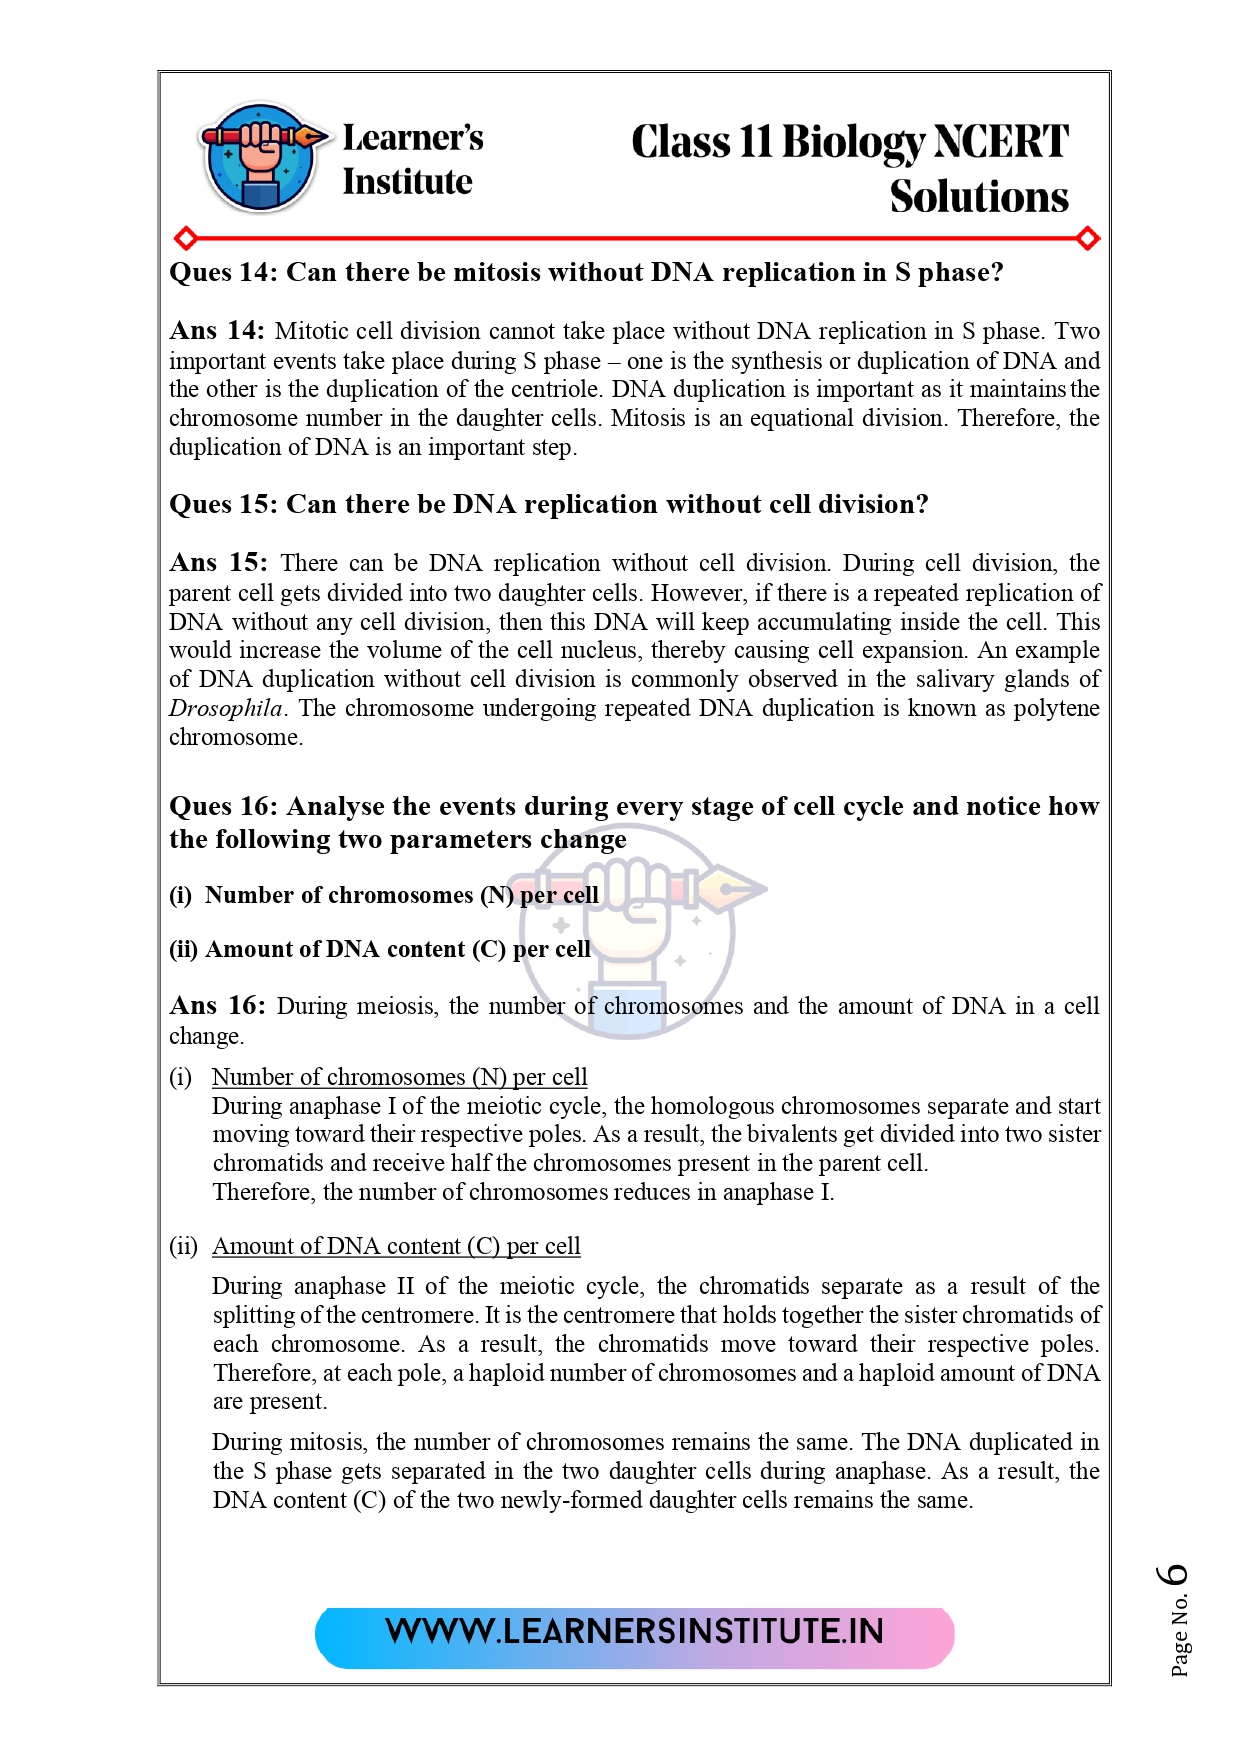 Learner's
Institute
Class 11 Biology NCERT
Solutions
Ques 14: Can there be mitosis without DNA replication in S phase?
Ans 14: Mitotic cell division cannot take place without DNA replication in S phase. Two
important events take place during S phase – one is the synthesis or duplication of DNA and
the other is the duplication of the centriole. DNA duplication is important as it maintains the
chromosome number in the daughter cells. Mitosis is an equational division. Therefore, the
duplication of DNA is an important step.
Ques 15: Can there be DNA replication without cell division?
Ans 15: There can be DNA replication without cell division. During cell division, the
parent cell gets divided into two daughter cells. However, if there is a repeated replication of
DNA without any cell division, then this DNA will keep accumulating inside the cell. This
would increase the volume of the cell nucleus, thereby causing cell expansion. An example
of DNA duplication without cell division is commonly observed in the salivary glands of
Drosophila. The chromosome undergoing repeated DNA duplication is known as polytene
chromosome.
Ques 16: Analyse the events during every stage of cell cycle and notice how
the following two parameters change
(i) Number of chromosomes (N) per cell
(ii) Amount of DNA content (C) per cell
Ans 16: During meiosis, the number of chromosomes and the amount of DNA in a cell
change.
(i) Number of chromosomes (N) per cell
During anaphase I of the meiotic cycle, the homologous chromosomes separate and start
moving toward their respective poles. As a result, the bivalents get divided into two sister
chromatids and receive half the chromosomes present in the parent cell.
Therefore, the number of chromosomes reduces in anaphase I.
(ii) Amount of DNA content (C) per cell
During anaphase II of the meiotic cycle, the chromatids separate as a result of the
splitting of the centromere. It is the centromere that holds together the sister chromatids of
each chromosome. As a result, the chromatids move toward their respective poles.
Therefore, at each pole, a haploid number of chromosomes and a haploid amount of DNA
are present.
During mitosis, the number of chromosomes remains the same. The DNA duplicated in
the S phase gets separated in the two daughter cells during anaphase. As a result, the
DNA content (C) of the two newly-formed daughter cells remains the same.
WWW.LEARNERSINSTITUTE.IN
Page No. 6